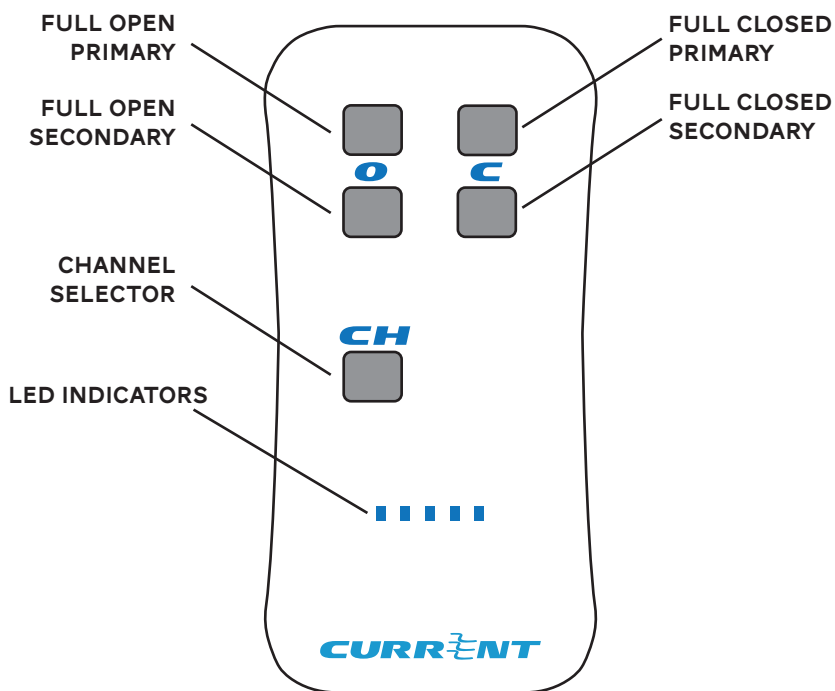 FULL OPEN
PRIMARY
FULL CLOSED
PRIMARY
FULL OPEN
SECONDARY
FULL CLOSED
SECONDARY
O
C
CHANNEL
SELECTOR
CH
LED INDICATORS
CURRENT